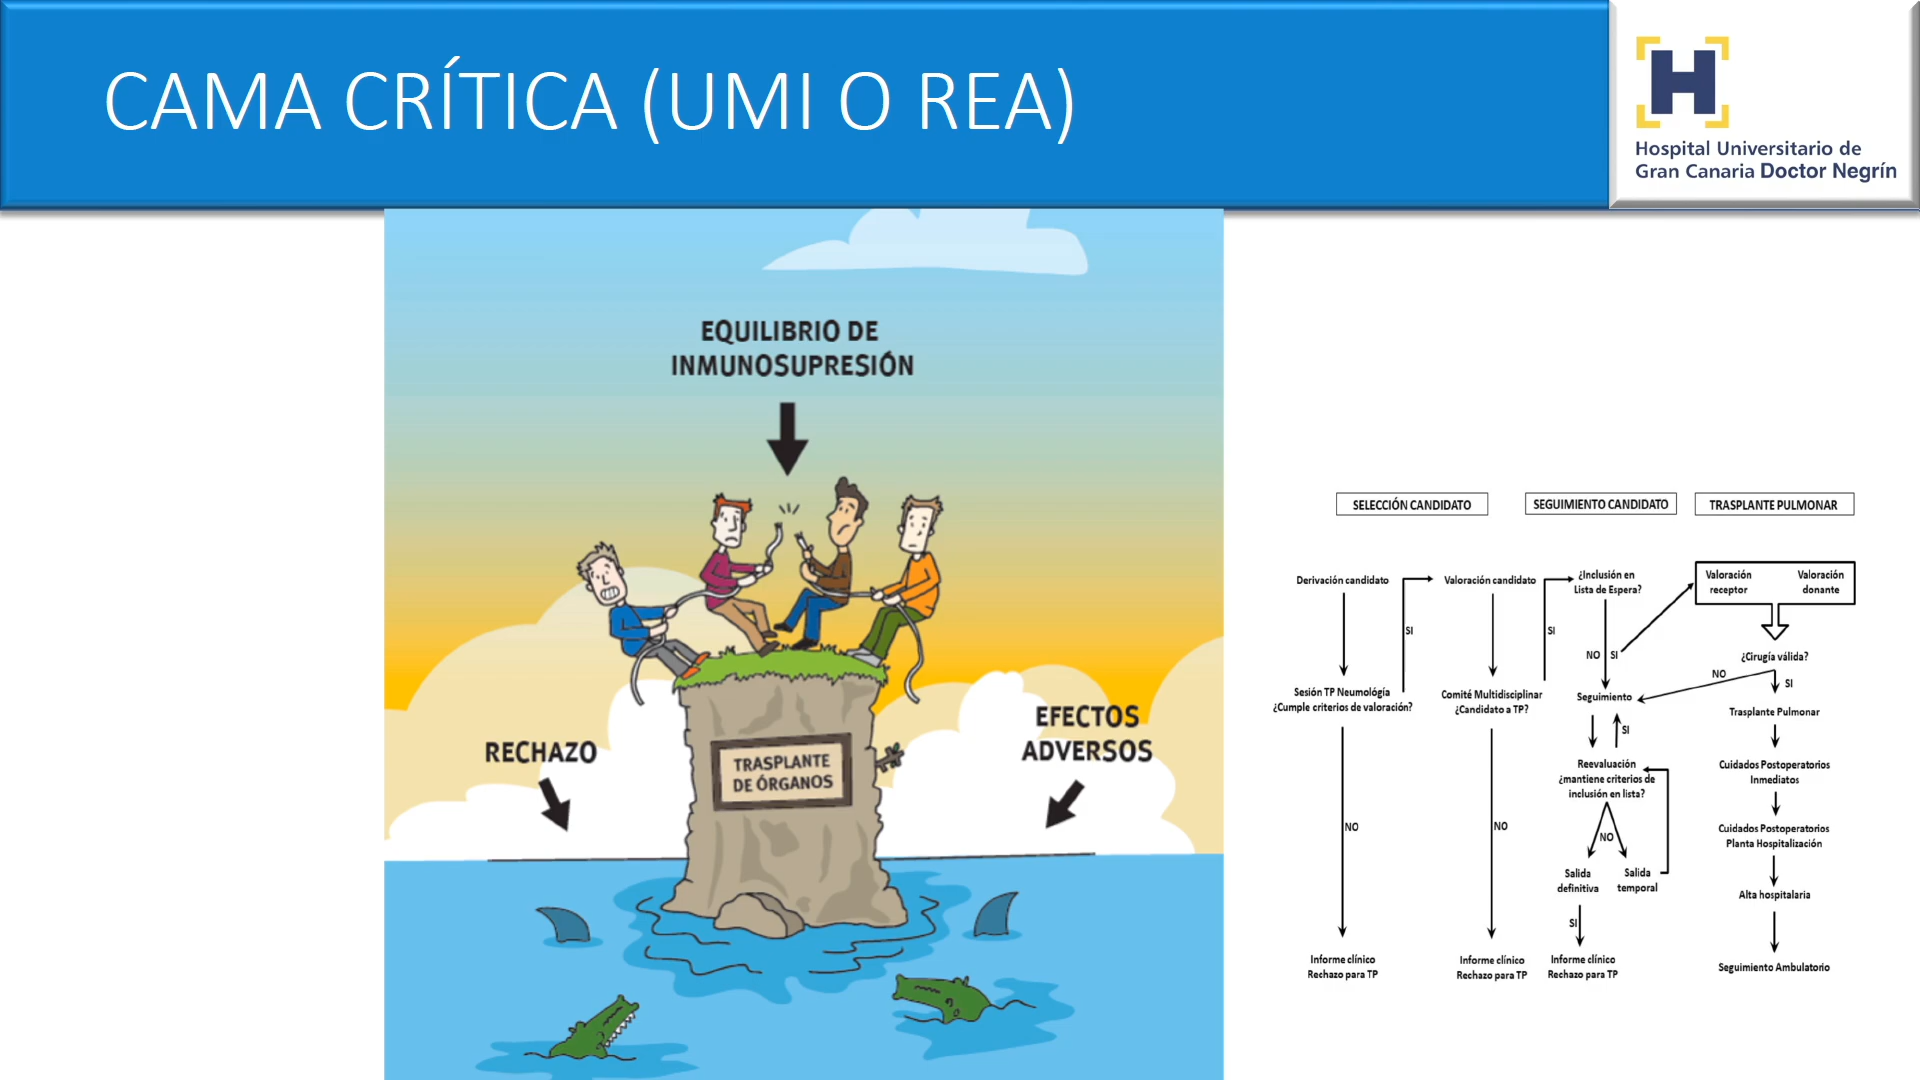 CAMA CRÍTICA (UMI O REA)
H
Hospital Universitario de
Gran Canaria Doctor Negrín
EQUILIBRIO DE
INMUNOSUPRESIÓN
RECHAZO
EFECTOS
ADVERSOS
TRASPLANTE
DE ÓRGANOS
SELECCIÓN CANDIDATO
SEGUIMIENTO CANDIDATO
TRASPLANTE PULMONAR
Derivación candidato
SI
Sesión TP Neumología
¿Cumple criterios de valoración?
NO
Informe clínico
Rechazo para TP
Valoración candidato
SI
Comité Multidisciplinar
¿Candidato a TP?
NO
Informe clínico
Rechazo para TP
¿Inclusión en
Lista de Espera?
NO SI
Seguimiento
SI
Reevaluación
¿mantiene criterios de
inclusión en lista?
NO
Salida
definitiva
Salida
temporal
SI
Informe clínico
Rechazo para TP
Valoración
receptor
Valoración
donante
¿Cirugía válida?
NO
SI
Trasplante Pulmonar
Cuidados Postoperatorios
Inmediatos
Cuidados Postoperatorios
Planta Hospitalización
Alta hospitalaria
Seguimiento Ambulatorio